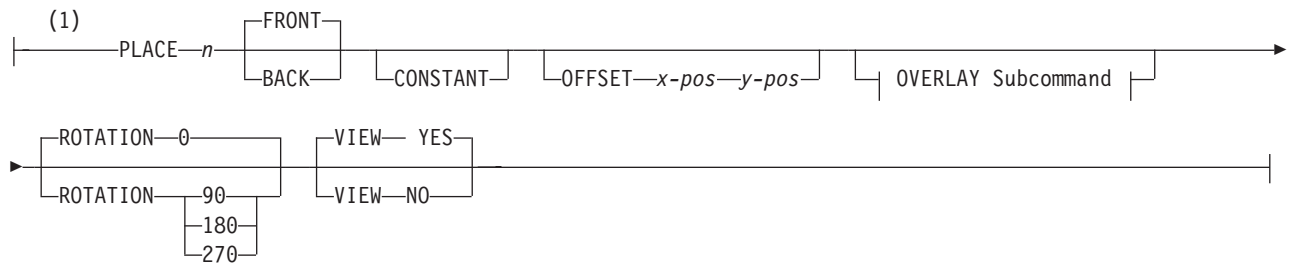 (1)
PLACE n FRONT
BACK CONSTANT OFFSET x-pos y-pos OVERLAY Subcommand
ROTATION 0 VIEW YES
ROTATION 90 VIEW NO
180
270